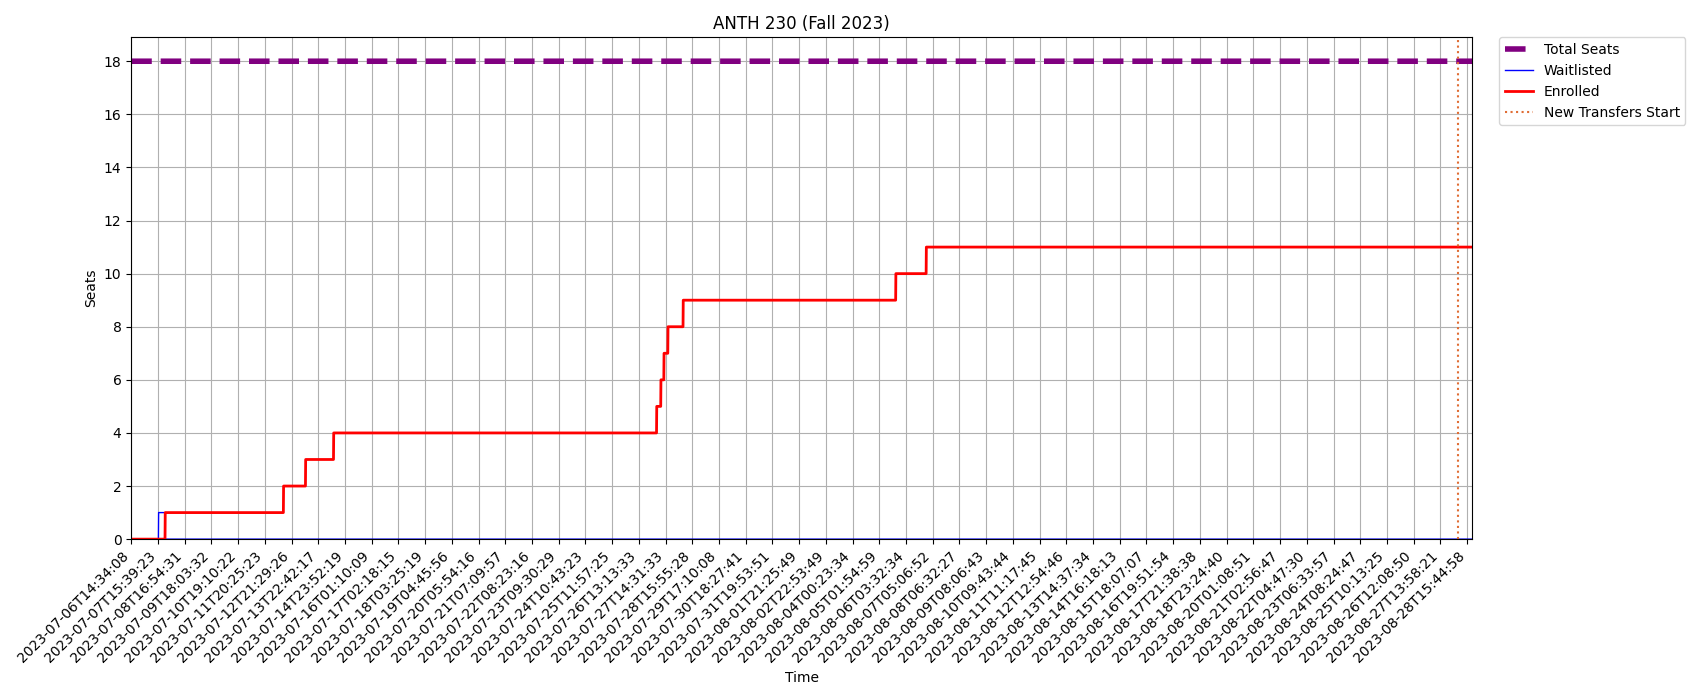 ANTH 230 (Fall 2023)
Total Seats
Waitlisted
Enrolled
New Transfers Start
18
16
14
12
10
8
6
4
2
0
Seats
2023-07-06T14:34:08
2023-07-07T15:39:23
2023-07-08T16:54:31
2023-07-09T18:03:32
2023-07-10T19:10:22
2023-07-11T20:25:23
2023-07-12T21:29:26
2023-07-13T22:42:17
2023-07-14T23:52:19
2023-07-16T01:10:09
2023-07-17T02:18:15
2023-07-18T03:25:19
2023-07-19T04:45:56
2023-07-20T05:54:16
2023-07-21T07:09:57
2023-07-22T08:23:16
2023-07-23T09:30:29
2023-07-24T10:43:23
2023-07-25T11:57:25
2023-07-26T13:13:33
2023-07-27T14:31:33
2023-07-28T15:55:28
2023-07-29T17:10:08
2023-07-30T18:27:41
2023-07-31T19:53:51
2023-08-01T21:25:49
2023-08-02T22:53:49
2023-08-04T00:23:34
2023-08-05T01:54:59
2023-08-06T03:32:34
2023-08-07T05:06:52
2023-08-08T06:32:27
2023-08-09T08:06:43
2023-08-10T09:43:44
2023-08-11T11:17:45
2023-08-12T12:54:46
2023-08-13T14:37:34
2023-08-14T16:18:13
2023-08-15T18:07:07
2023-08-16T19:51:54
2023-08-17T21:38:38
2023-08-18T23:24:40
2023-08-20T01:08:51
2023-08-21T02:56:47
2023-08-22T04:47:30
2023-08-23T06:33:57
2023-08-24T08:24:47
2023-08-25T10:13:25
2023-08-26T12:08:50
2023-08-27T13:58:21
2023-08-28T15:44:58
Time